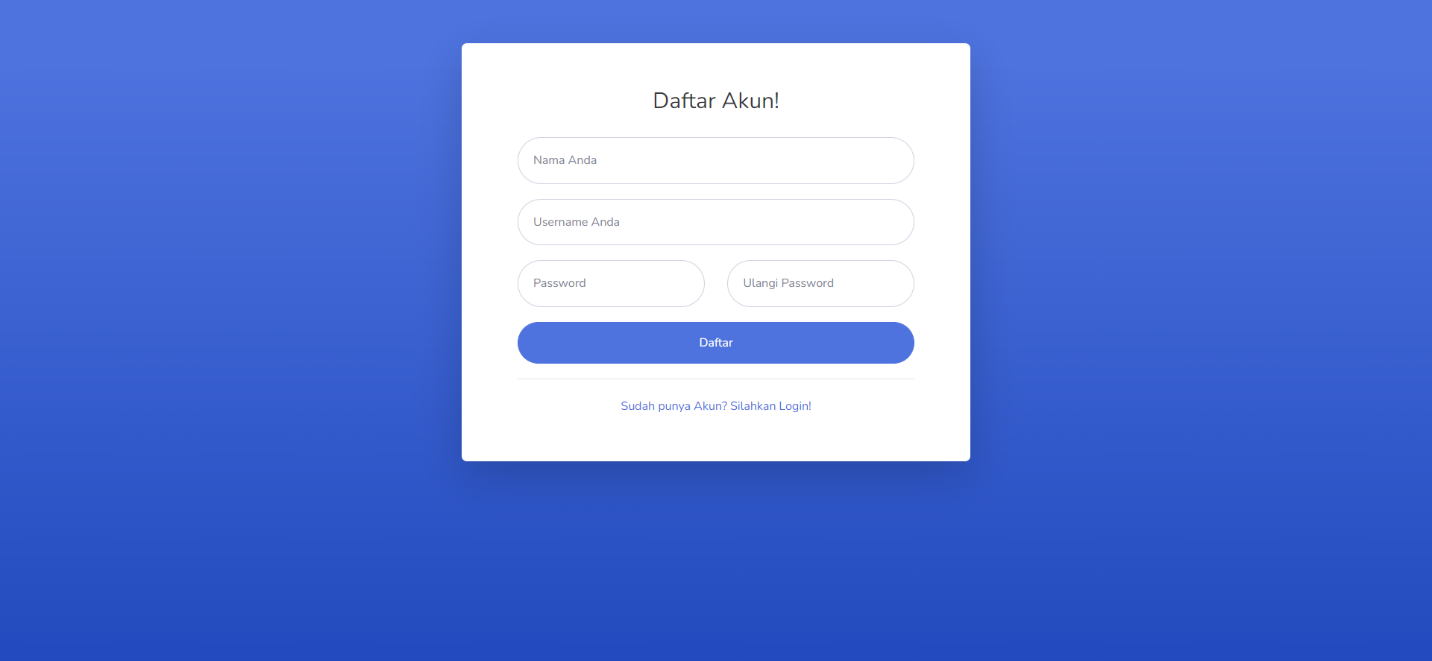 Daftar Akun!
Nama Anda
Username Anda
Password
Ulangi Password
Daftar
Sudah punya Akun? Silahkan Login!